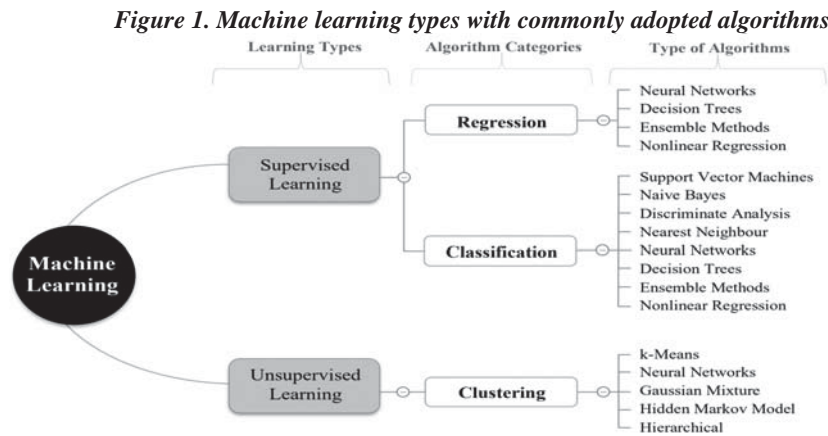 Figure 1. Machine learning types with commonly adopted algorithms
Learning Types
Algorithm Categories
Type of Algorithms
Machine
Learning
Supervised
Learning
Regression
Neural Networks
Decision Trees
Ensemble Methods
Nonlinear Regression
Classification
Support Vector Machines
Naive Bayes
Discriminate Analysis
Nearest Neighbour
Neural Networks
Decision Trees
Ensemble Methods
Nonlinear Regression
Unsupervised
Learning
Clustering
k-Means
Neural Networks
Gaussian Mixture
Hidden Markov Model
Hierarchical